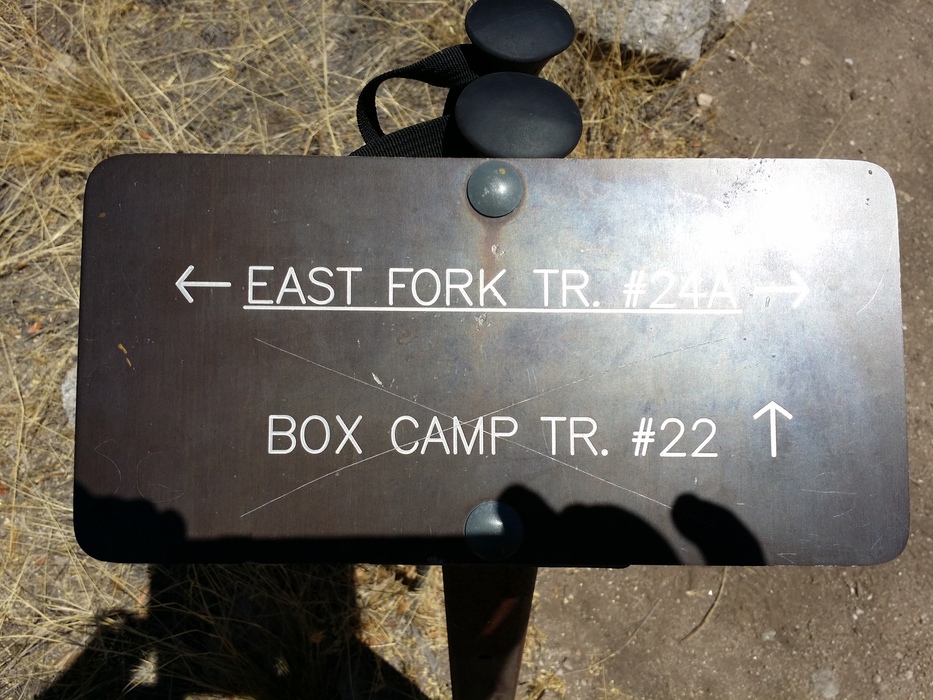 ← EAST FORK TR. #24A →
BOX CAMP TR. #22 ↑